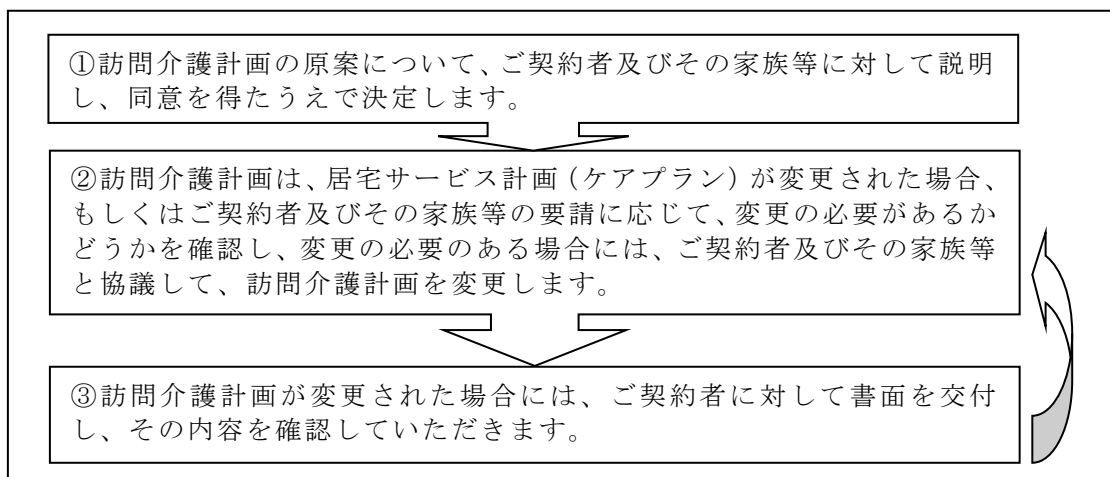 ①訪問介護計画の原案について、ご契約者及びその家族等に対して説明
し、同意を得たうえで決定します。
②訪問介護計画は、居宅サービス計画（ケアプラン）が変更された場合、
もしくはご契約者及びその家族等の要請に応じて、変更の必要があるか
どうかを確認し、変更の必要のある場合には、ご契約者及びその家族等
と協議して、訪問介護計画を変更します。
③訪問介護計画が変更された場合には、ご契約者に対して書面を交付
し、その内容を確認していただきます。